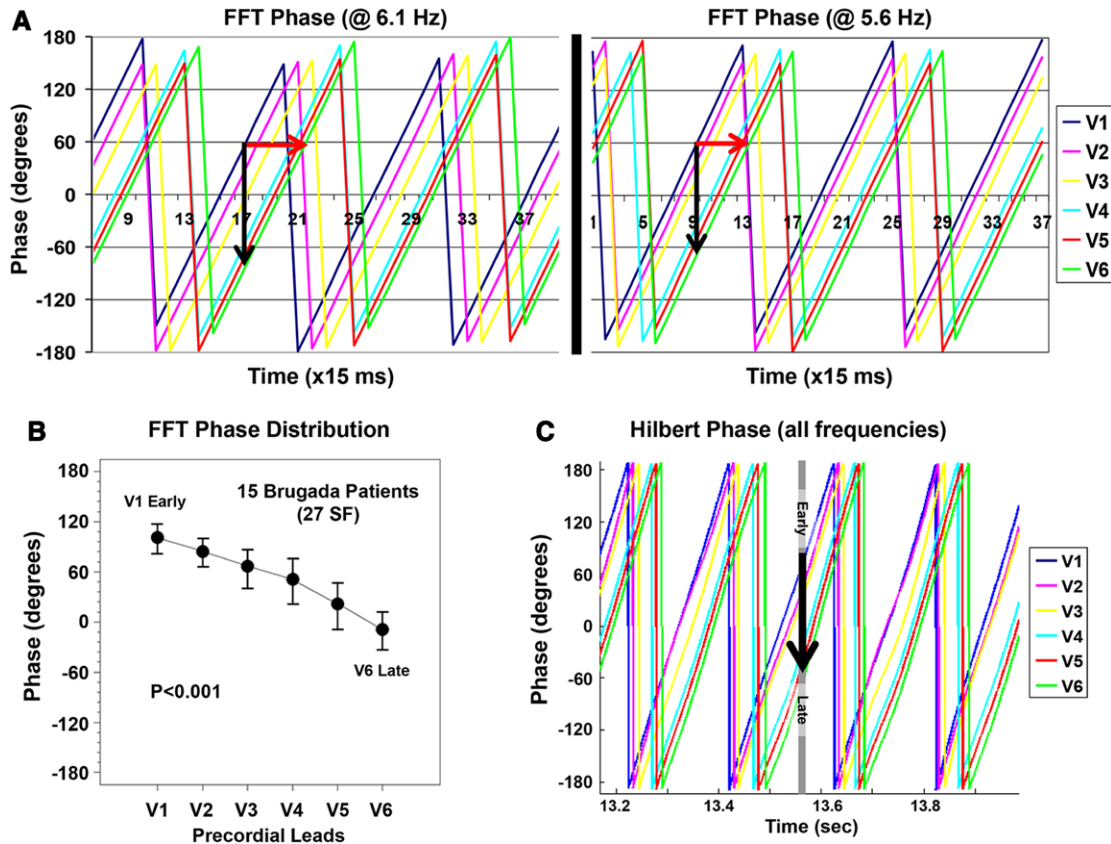 A
FFT Phase (@ 6.1 Hz)
FFT Phase (@ 5.6 Hz)
Phase (degrees)
180
120
60
0
-60
-120
-180
9 13 17 21 25 29 33 37
1 5 9 13 17 21 26 29 33 37
Time (x15 ms)
Time (x15 ms)
V1
V2
V3
V4
V5
V6
B
FFT Phase Distribution
Phase (degrees)
180
120
60
0
-60
-120
-180
V1 Early
15 Brugada Patients
(27 SF)
V6 Late
P<0.001
V1 V2 V3 V4 V5 V6
Precordial Leads
C
Hilbert Phase (all frequencies)
Phase (degrees)
180
120
60
0
-60
-120
-180
Early
Late
13.2 13.4 13.6 13.8
Time (sec)
V1
V2
V3
V4
V5
V6